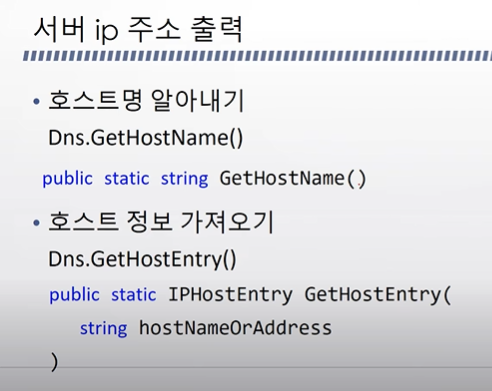 서버 ip 주소 출력
• 호스트명 알아내기
Dns.GetHostName()
public static string GetHostName()
• 호스트 정보 가져오기
Dns.GetHostEntry()
public static IPHostEntry GetHostEntry(
string hostNameOrAddress
)